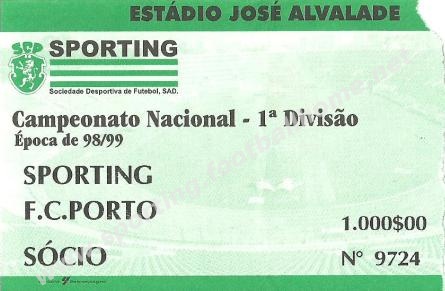 ESTÁDIO JOSÉ ALVALADE
SCP
SPORTING
Sociedade Desportiva de Futebol, SAD.
Campeonato Nacional - 1ª Divisão
Época de 98/99
SPORTING
F.C.PORTO
1.000$00
SÓCIO
Nº 9724